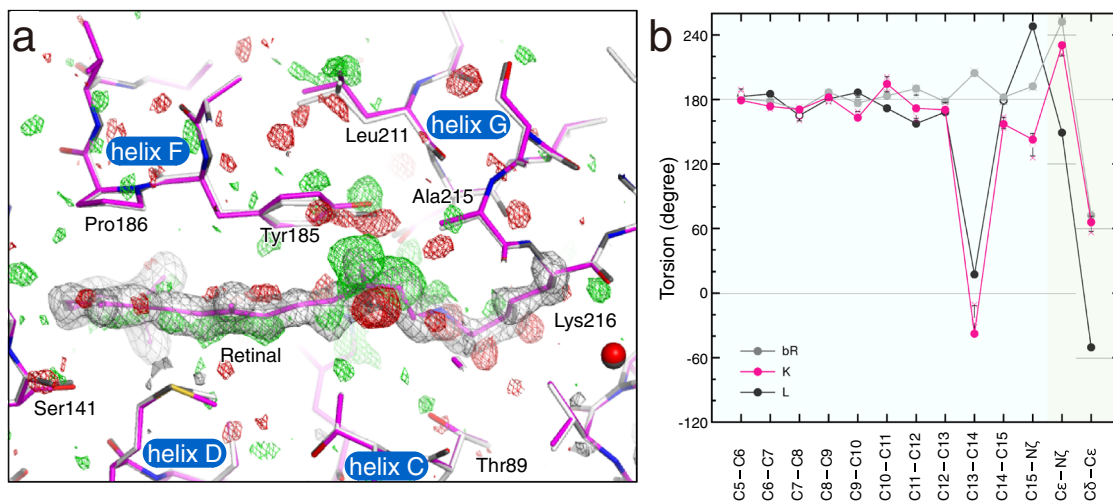 a
helix F
Leu211
helix G
Pro186
Tyr185
Ala215
Lys216
Retinal
Ser141
helix D
helix C
Thr89
b
Torsion (degree)
240
180
120
60
0
-60
-120
bR
K
L
C5–C6
C6–C7
C7–C8
C8–C9
C9–C10
C10–C11
C11–C12
C12–C13
C13–C14
C14–C15
C15–Nζ
Cε–Nζ
Cδ–Cε